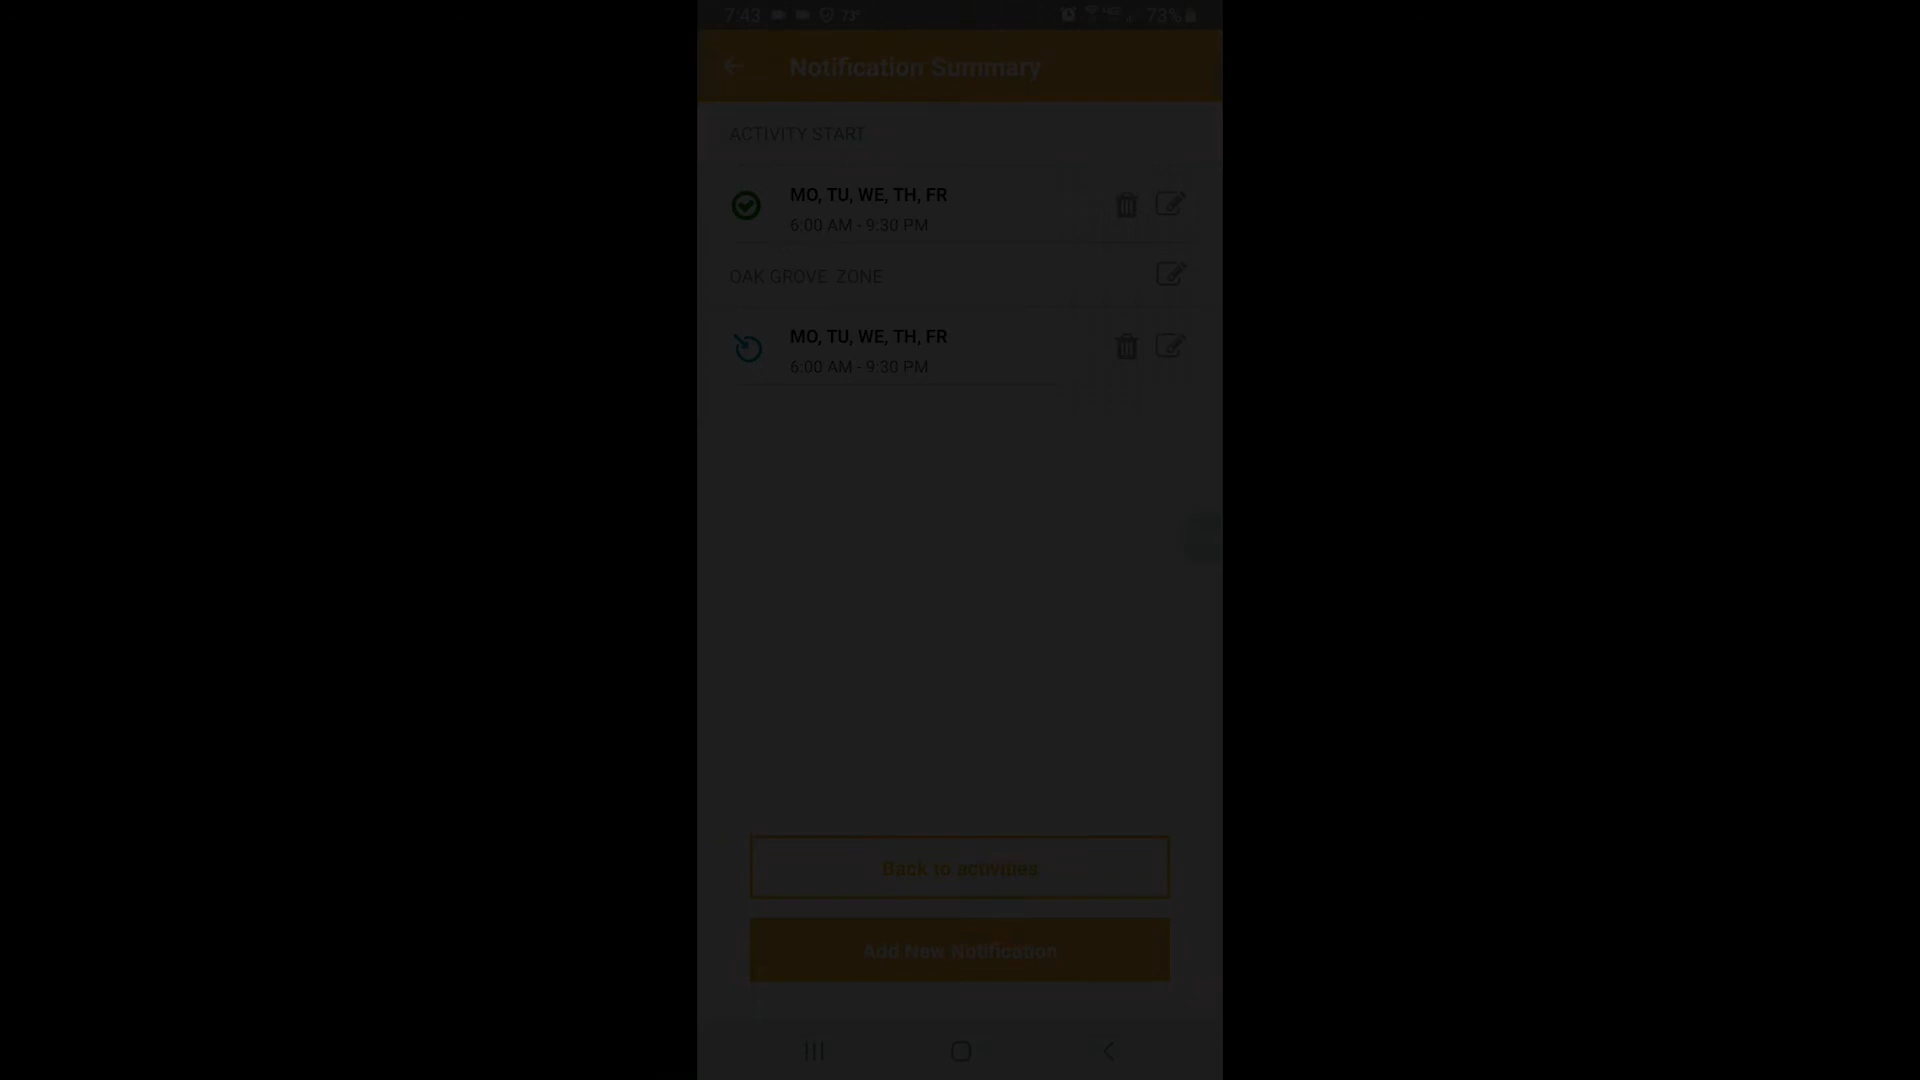 7:43 73° 73%
Notification Summary
ACTIVITY START
MO, TU, WE, TH, FR
6:00 AM - 9:30 PM
OAK GROVE ZONE
MO, TU, WE, TH, FR
6:00 AM - 9:30 PM
Back to activities
Add New Notification